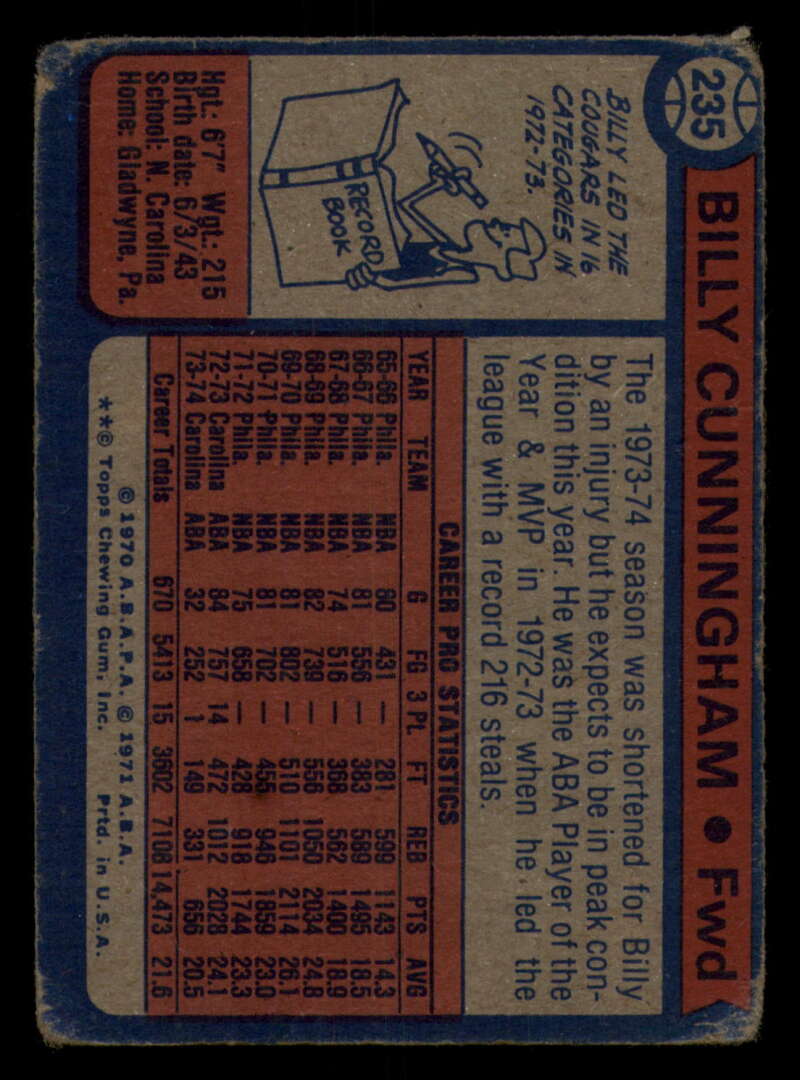 235
BILLY CUNNINGHAM • Fwd
BILLY LED THE
COUGARS IN 16
CATEGORIES IN
1972-73.
RECORD
BOOK
Hgt.: 6'7" Wgt.: 215
Birth date: 6/3/43
School: N. Carolina
Home: Gladwyne, Pa.
The 1973-74 season was shortened for Billy
by an injury but he expects to be in peak con-
dition this year. He was the ABA Player of the
Year & MVP in 1972-73 when he led the
league with a record 216 steals.
CAREER PRO STATISTICS
YEAR TEAM G FG 3 Pt. FT REB PTS AVG
65-66 Phila. NBA 80 431 — 281 599 1143 14.3
66-67 Phila. NBA 81 556 — 383 589 1495 18.5
67-68 Phila. NBA 74 516 — 368 562 1400 18.9
68-69 Phila. NBA 82 739 — 556 1050 2034 24.8
69-70 Phila. NBA 81 802 — 510 1101 2114 26.1
70-71 Phila. NBA 81 702 — 455 946 1859 23.0
71-72 Phila. NBA 75 658 — 428 918 1744 23.3
72-73 Carolina ABA 84 757 14 472 1012 2028 24.1
73-74 Carolina ABA 32 252 1 149 331 656 20.5
Career Totals 670 5413 15 3602 7108 14,473 21.6
© 1970 A.B.A.P.A. © 1971 A.B.A.
**© Topps Chewing Gum, Inc. Prtd. in U.S.A.